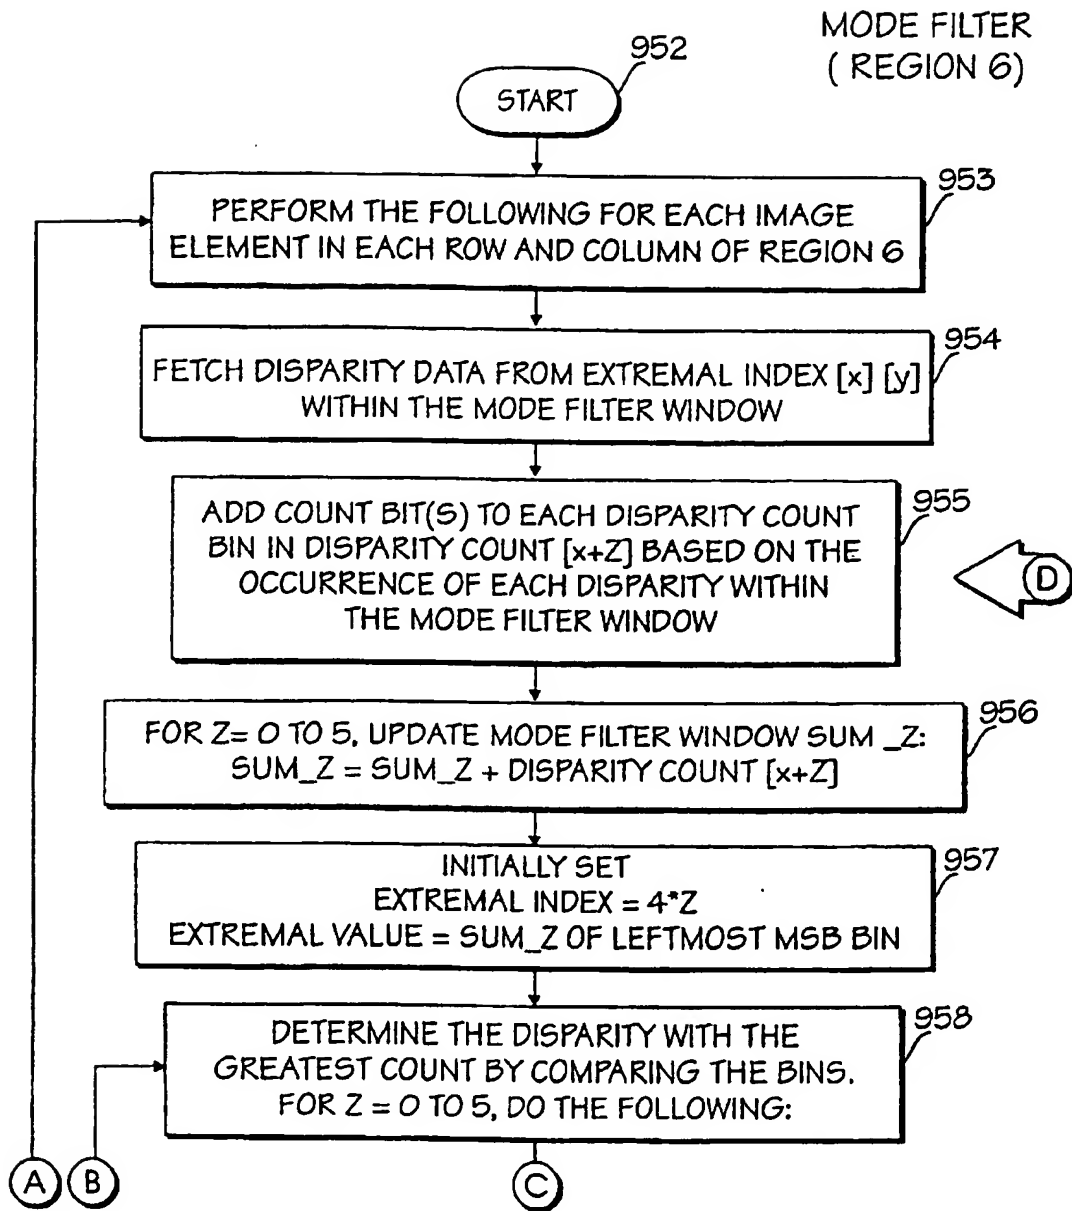 MODE FILTER
( REGION 6)
952
START
953
PERFORM THE FOLLOWING FOR EACH IMAGE
ELEMENT IN EACH ROW AND COLUMN OF REGION 6
954
FETCH DISPARITY DATA FROM EXTREMAL INDEX [x] [y]
WITHIN THE MODE FILTER WINDOW
955
ADD COUNT BIT(S) TO EACH DISPARITY COUNT
BIN IN DISPARITY COUNT [x+Z] BASED ON THE
OCCURRENCE OF EACH DISPARITY WITHIN
THE MODE FILTER WINDOW
D
956
FOR Z= 0 TO 5, UPDATE MODE FILTER WINDOW SUM _Z:
SUM_Z = SUM_Z + DISPARITY COUNT [x+Z]
957
INITIALLY SET
EXTREMAL INDEX = 4*Z
EXTREMAL VALUE = SUM_Z OF LEFTMOST MSB BIN
958
DETERMINE THE DISPARITY WITH THE
GREATEST COUNT BY COMPARING THE BINS.
FOR Z = 0 TO 5, DO THE FOLLOWING:
A B C